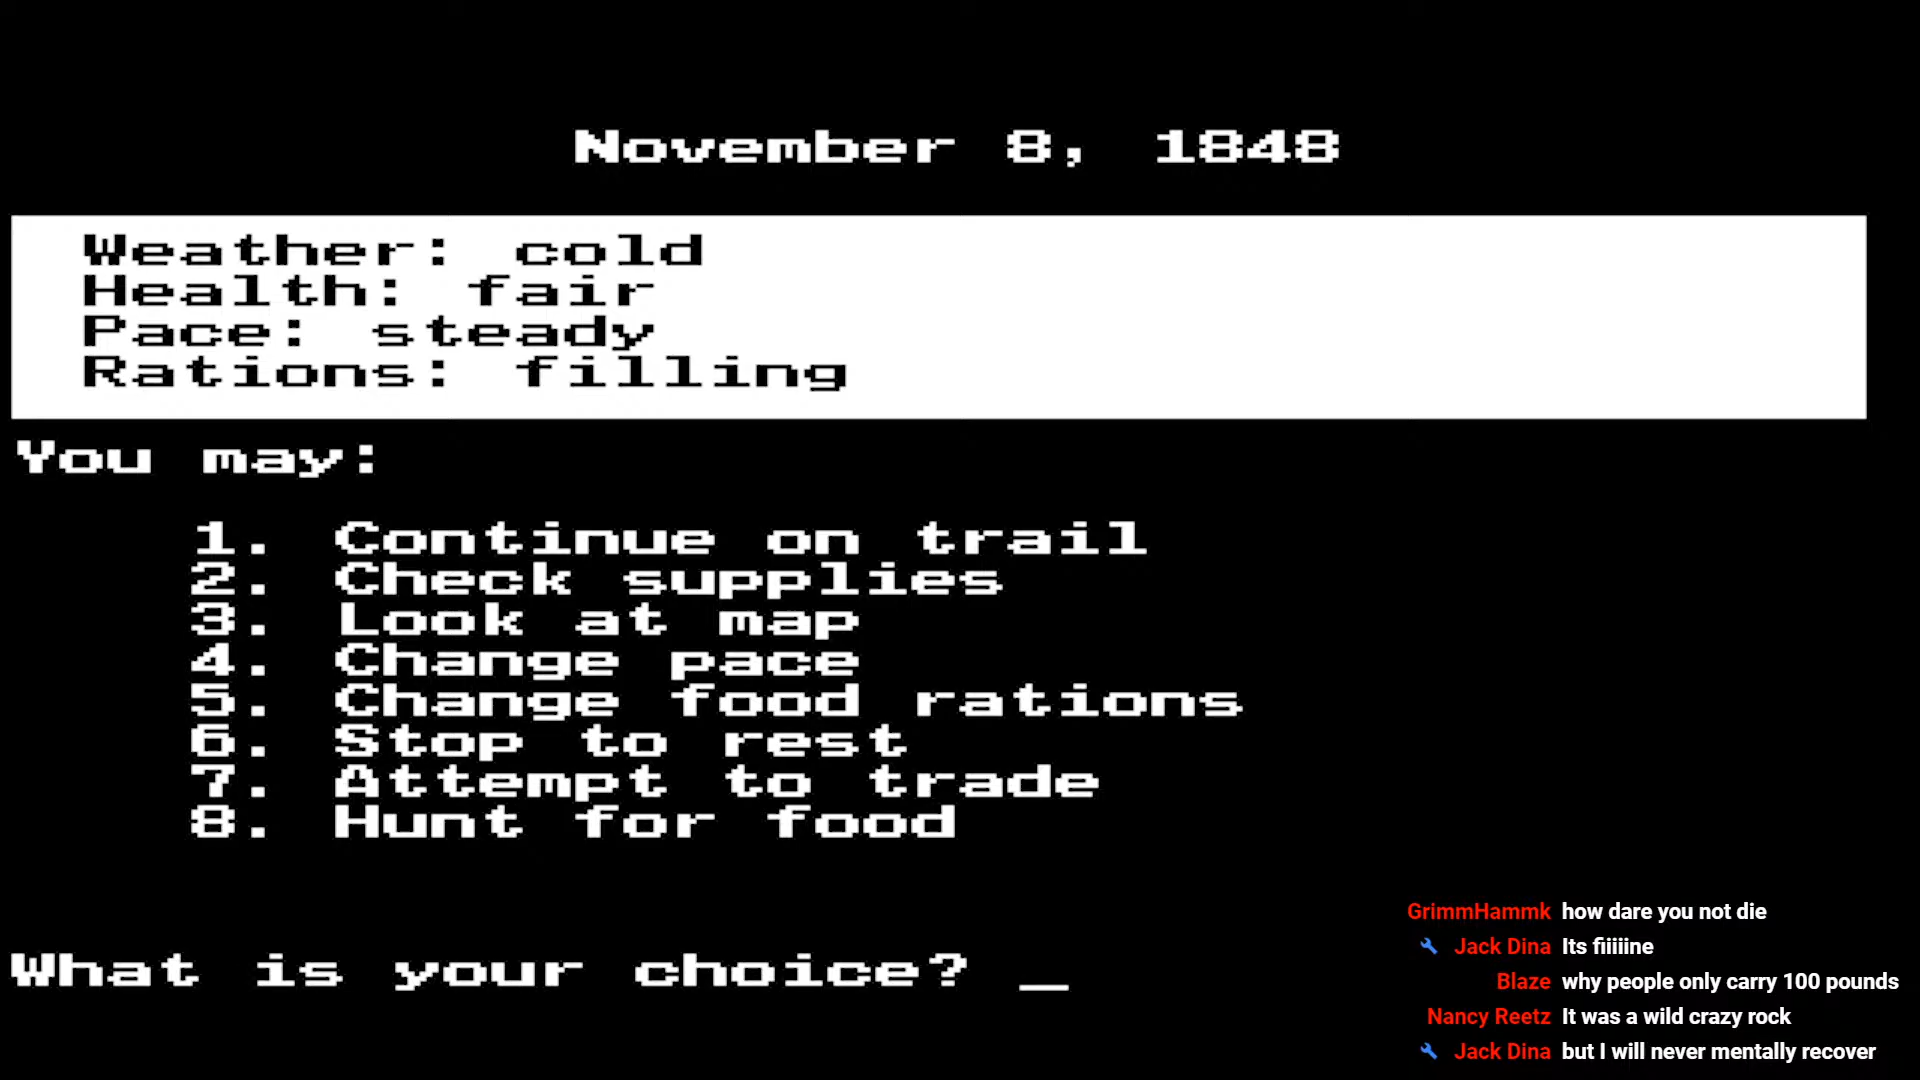 November 8, 1848
Weather: cold
Health: fair
Pace: steady
Rations: filling
You may:
1. Continue on trail
2. Check supplies
3. Look at map
4. Change pace
5. Change food rations
6. Stop to rest
7. Attempt to trade
8. Hunt for food
What is your choice? _
GrimmHammk how dare you not die
Jack Dina Its fiiiiine
Blaze why people only carry 100 pounds
Nancy Reetz It was a wild crazy rock
Jack Dina but I will never mentally recover